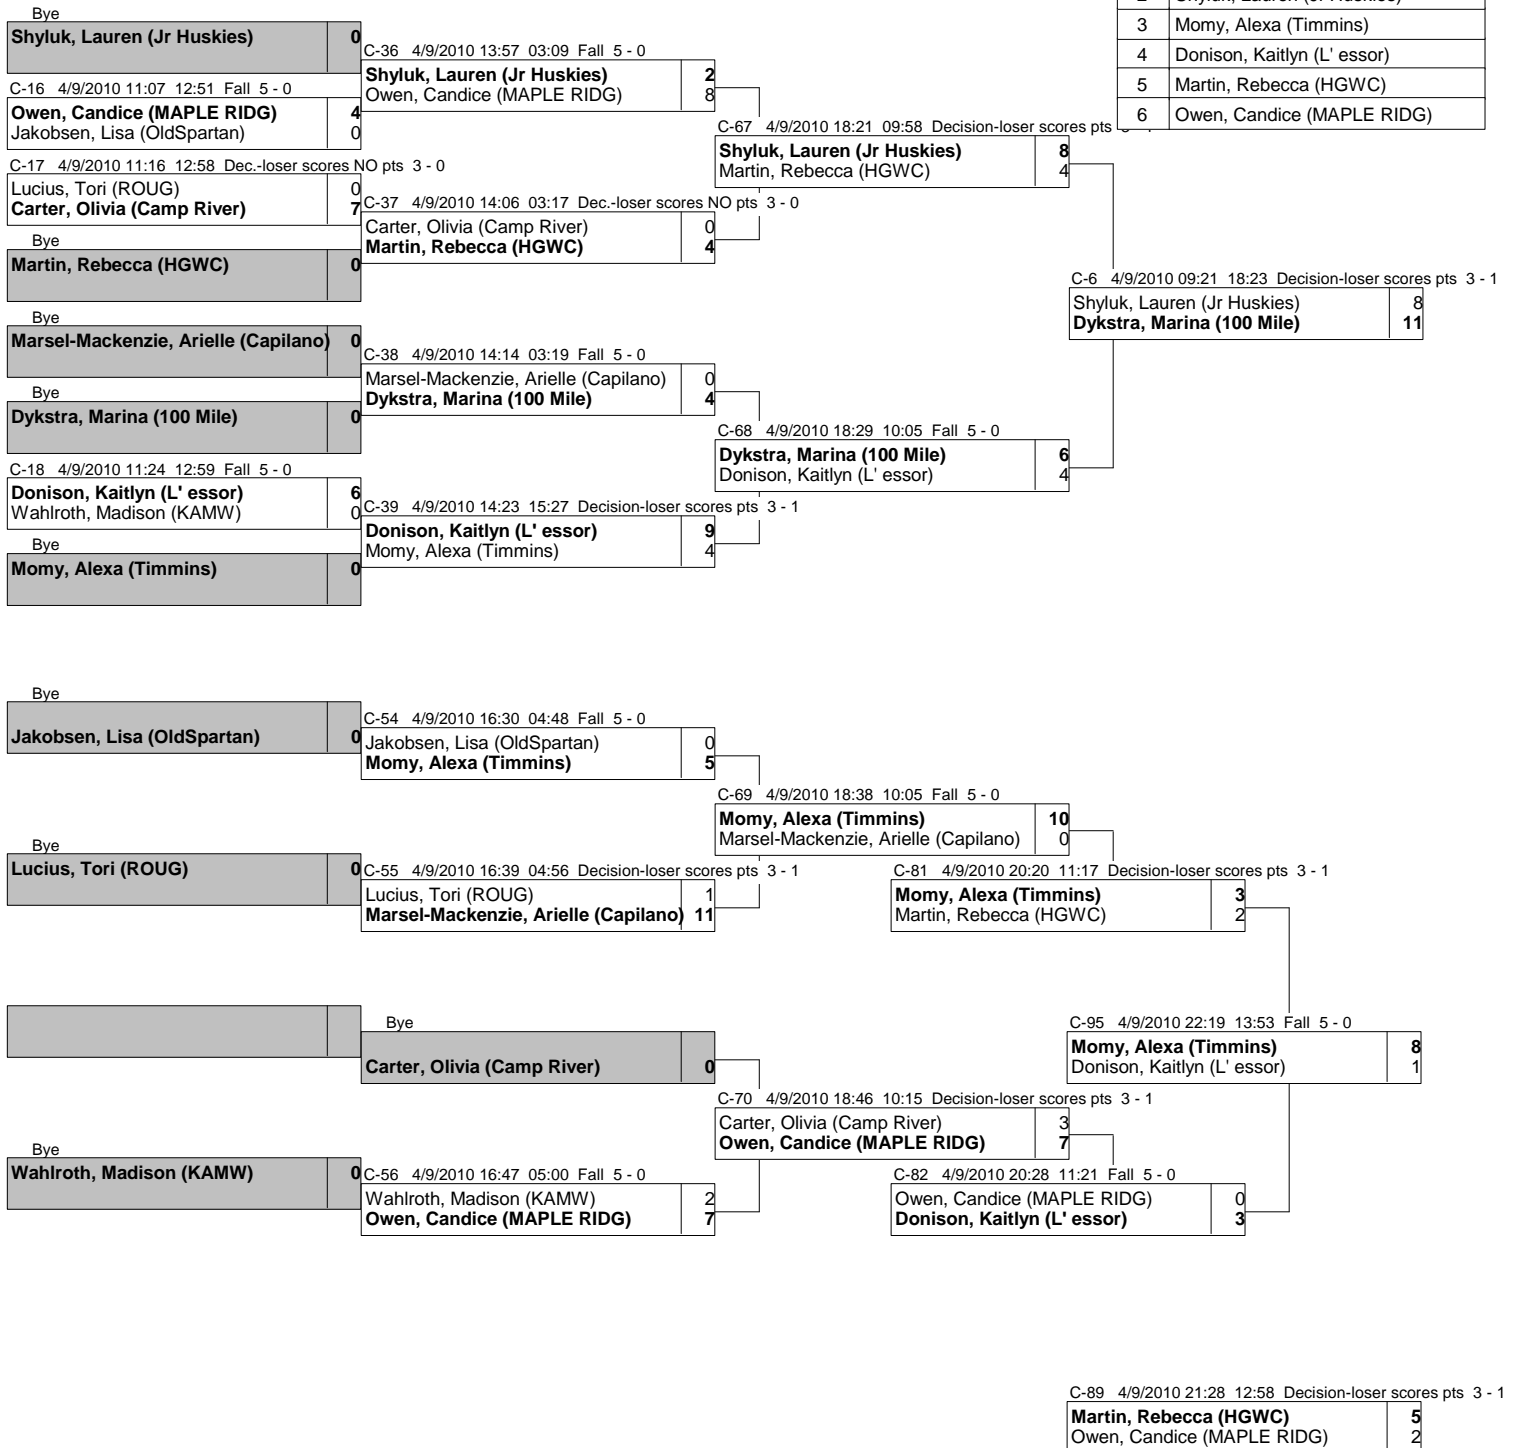 2 Shyluk, Lauren (Jr Huskies)
3 Momy, Alexa (Timmins)
4 Donison, Kaitlyn (L' essor)
5 Martin, Rebecca (HGWC)
6 Owen, Candice (MAPLE RIDG)
Bye
Shyluk, Lauren (Jr Huskies) 0
C-16 4/9/2010 11:07 12:51 Fall 5 - 0
Owen, Candice (MAPLE RIDG) 4
Jakobsen, Lisa (OldSpartan) 0
C-17 4/9/2010 11:16 12:58 Dec.-loser scores NO pts 3 - 0
Lucius, Tori (ROUG) 0
Carter, Olivia (Camp River) 7
Bye
Martin, Rebecca (HGWC) 0
Bye
Marsel-Mackenzie, Arielle (Capilano) 0
Bye
Dykstra, Marina (100 Mile) 0
C-18 4/9/2010 11:24 12:59 Fall 5 - 0
Donison, Kaitlyn (L' essor) 6
Wahlroth, Madison (KAMW) 0
Bye
Momy, Alexa (Timmins) 0
C-36 4/9/2010 13:57 03:09 Fall 5 - 0
Shyluk, Lauren (Jr Huskies) 2
Owen, Candice (MAPLE RIDG) 8
C-37 4/9/2010 14:06 03:17 Dec.-loser scores NO pts 3 - 0
Carter, Olivia (Camp River) 0
Martin, Rebecca (HGWC) 4
C-38 4/9/2010 14:14 03:19 Fall 5 - 0
Marsel-Mackenzie, Arielle (Capilano) 0
Dykstra, Marina (100 Mile) 4
C-39 4/9/2010 14:23 15:27 Decision-loser scores pts 3 - 1
Donison, Kaitlyn (L' essor) 9
Momy, Alexa (Timmins) 4
C-67 4/9/2010 18:21 09:58 Decision-loser scores pts
Shyluk, Lauren (Jr Huskies) 8
Martin, Rebecca (HGWC) 4
C-68 4/9/2010 18:29 10:05 Fall 5 - 0
Dykstra, Marina (100 Mile) 6
Donison, Kaitlyn (L' essor) 4
C-6 4/9/2010 09:21 18:23 Decision-loser scores pts 3 - 1
Shyluk, Lauren (Jr Huskies) 8
Dykstra, Marina (100 Mile) 11
Bye
Jakobsen, Lisa (OldSpartan) 0
Bye
Lucius, Tori (ROUG) 0
Bye
Wahlroth, Madison (KAMW) 0
C-54 4/9/2010 16:30 04:48 Fall 5 - 0
Jakobsen, Lisa (OldSpartan) 0
Momy, Alexa (Timmins) 5
C-55 4/9/2010 16:39 04:56 Decision-loser scores pts 3 - 1
Lucius, Tori (ROUG) 1
Marsel-Mackenzie, Arielle (Capilano) 11
Bye
Carter, Olivia (Camp River) 0
C-56 4/9/2010 16:47 05:00 Fall 5 - 0
Wahlroth, Madison (KAMW) 2
Owen, Candice (MAPLE RIDG) 7
C-69 4/9/2010 18:38 10:05 Fall 5 - 0
Momy, Alexa (Timmins) 10
Marsel-Mackenzie, Arielle (Capilano) 0
C-70 4/9/2010 18:46 10:15 Decision-loser scores pts 3 - 1
Carter, Olivia (Camp River) 3
Owen, Candice (MAPLE RIDG) 7
C-81 4/9/2010 20:20 11:17 Decision-loser scores pts 3 - 1
Momy, Alexa (Timmins) 3
Martin, Rebecca (HGWC) 2
C-82 4/9/2010 20:28 11:21 Fall 5 - 0
Owen, Candice (MAPLE RIDG) 0
Donison, Kaitlyn (L' essor) 3
C-95 4/9/2010 22:19 13:53 Fall 5 - 0
Momy, Alexa (Timmins) 8
Donison, Kaitlyn (L' essor) 1
C-89 4/9/2010 21:28 12:58 Decision-loser scores pts 3 - 1
Martin, Rebecca (HGWC) 5
Owen, Candice (MAPLE RIDG) 2